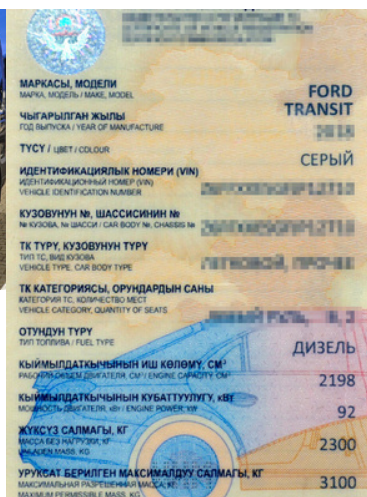 МАРКАСЫ, МОДЕЛИ
МАРКА, МОДЕЛЬ / MAKE, MODEL
FORD
TRANSIT
ЧЫГАРЫЛГАН ЖЫЛЫ
ГОД ВЫПУСКА / YEAR OF MANUFACTURE
ТҮСҮ / ЦВЕТ / COLOUR
СЕРЫЙ
ИДЕНТИФИКАЦИЯЛЫК НОМЕРИ (VIN)
ИДЕНТИФИКАЦИОННЫЙ НОМЕР (VIN)
VEHICLE IDENTIFICATION NUMBER
КУЗОВУНУН №, ШАССИСИНИН №
№ КУЗОВА, № ШАССИ / CAR BODY №, CHASSIS №
ТК ТҮРҮ, КУЗОВУНУН ТҮРҮ
ТИП ТС, ВИД КУЗОВА
VEHICLE TYPE, CAR BODY TYPE
ТК КАТЕГОРИЯСЫ, ОРУНДАРДЫН САНЫ
КАТЕГОРИЯ ТС, КОЛИЧЕСТВО МЕСТ
VEHICLE CATEGORY, QUANTITY OF SEATS
ОТУНДУН ТҮРҮ
ТИП ТОПЛИВА / FUEL TYPE
ДИЗЕЛЬ
КЫЙМЫЛДАТКЫЧЫНЫН ИШ КӨЛӨМҮ, СМ³
РАБОЧИЙ ОБЪЕМ ДВИГАТЕЛЯ, СМ³ / ENGINE CAPACITY, CM³
2198
КЫЙМЫЛДАТКЫЧЫНЫН КУБАТТУУЛУГУ, кВт
МОЩНОСТЬ ДВИГАТЕЛЯ, кВт / ENGINE POWER, kW
92
ЖҮКСҮЗ САЛМАГЫ, КГ
МАССА БЕЗ НАГРУЗКИ, КГ
UNLADEN MASS, KG
2300
УРУКСАТ БЕРИЛГЕН МАКСИМАЛДУУ САЛМАГЫ, КГ
МАКСИМАЛЬНАЯ РАЗРЕШЕННАЯ МАССА, КГ
MAXIMUM PERMISSIBLE MASS, KG
3100